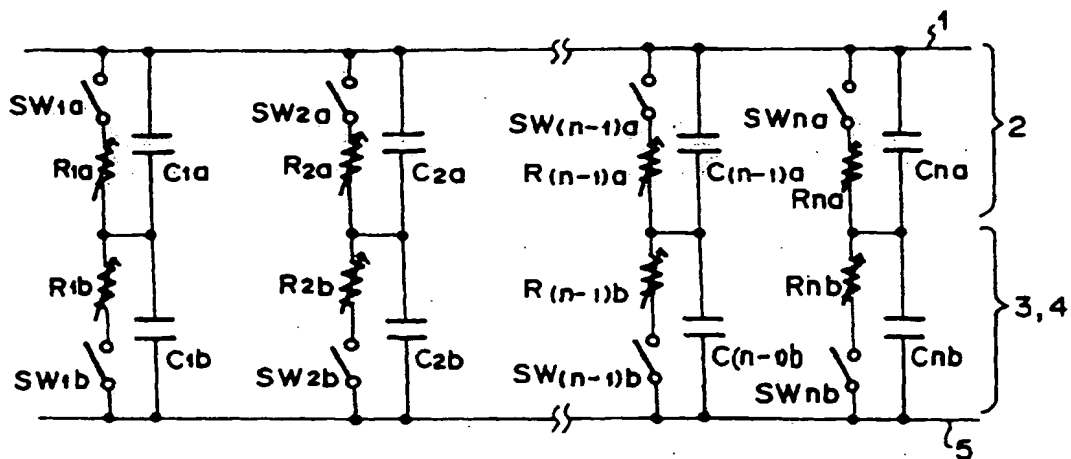 1
SW1a
SW2a
SW(n-1)a
SWna
2
R1a
C1a
R2a
C2a
R(n-1)a
C(n-1)a
Rna
Cna
R1b
R2b
R(n-1)b
Rnb
3,4
C1b
C2b
C(n-1)b
Cnb
SW1b
SW2b
SW(n-1)b
SWnb
5